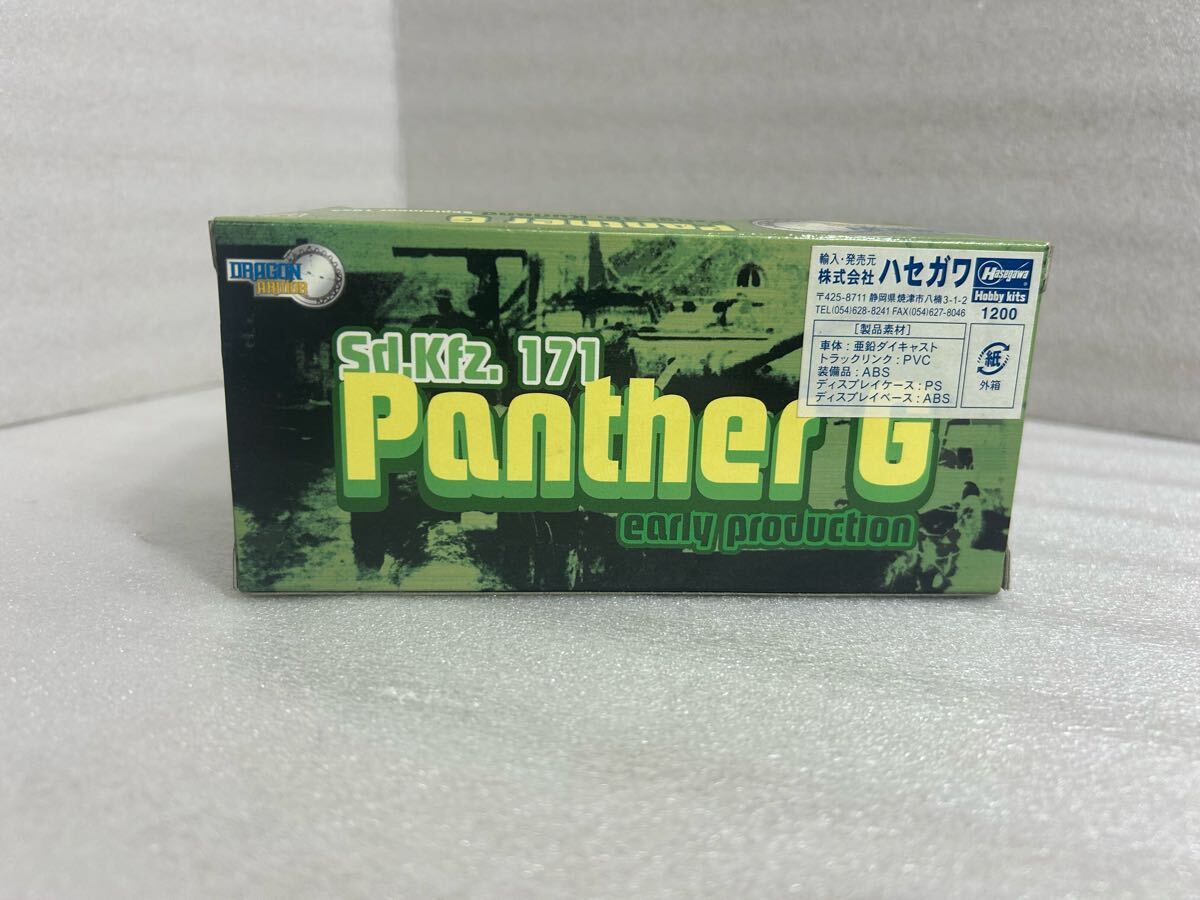 Panther G
DRAGON
ARMOR
Sd.Kfz. 171
Panther G
early production
輸入・発売元
株式会社 ハセガワ
〒425-8711 静岡県焼津市八楠3-1-2
TEL(054)628-8241 FAX(054)627-8046
Hasegawa
Hobby kits
1200
[製品素材]
車体:亜鉛ダイキャスト
トラックリンク:PVC
装備品:ABS
ディスプレイケース:PS
ディスプレイベース:ABS
紙
外箱